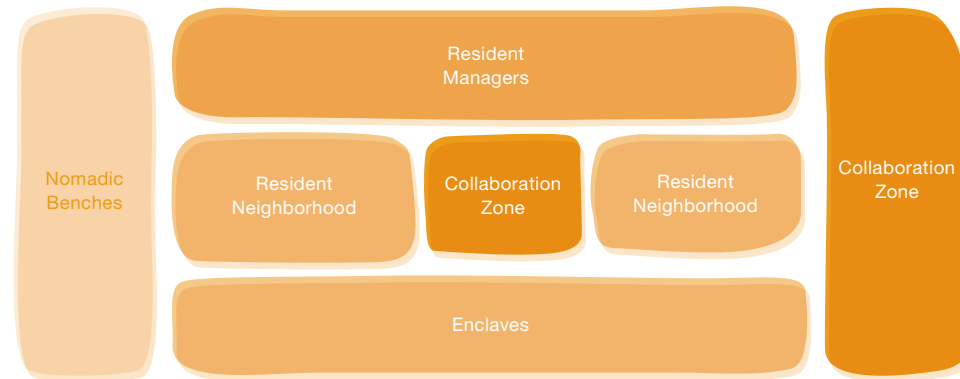 Resident
Managers
Nomadic
Benches
Resident
Neighborhood
Collaboration
Zone
Resident
Neighborhood
Collaboration
Zone
Enclaves